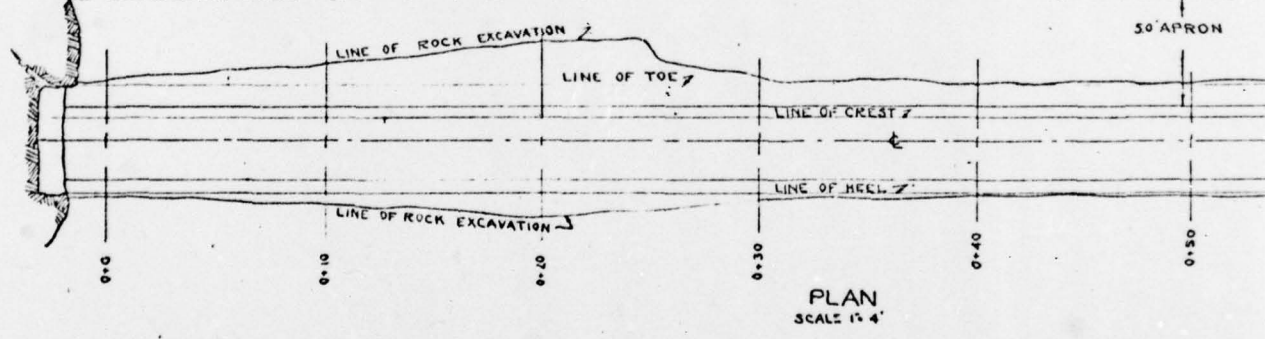 50' APRON
LINE OF ROCK EXCAVATION
LINE OF TOE
LINE OF CREST
℄
LINE OF HEEL
LINE OF ROCK EXCAVATION
0+0
0+10
0+20
0+30
0+40
0+50
PLAN
SCALE 1"= 4'